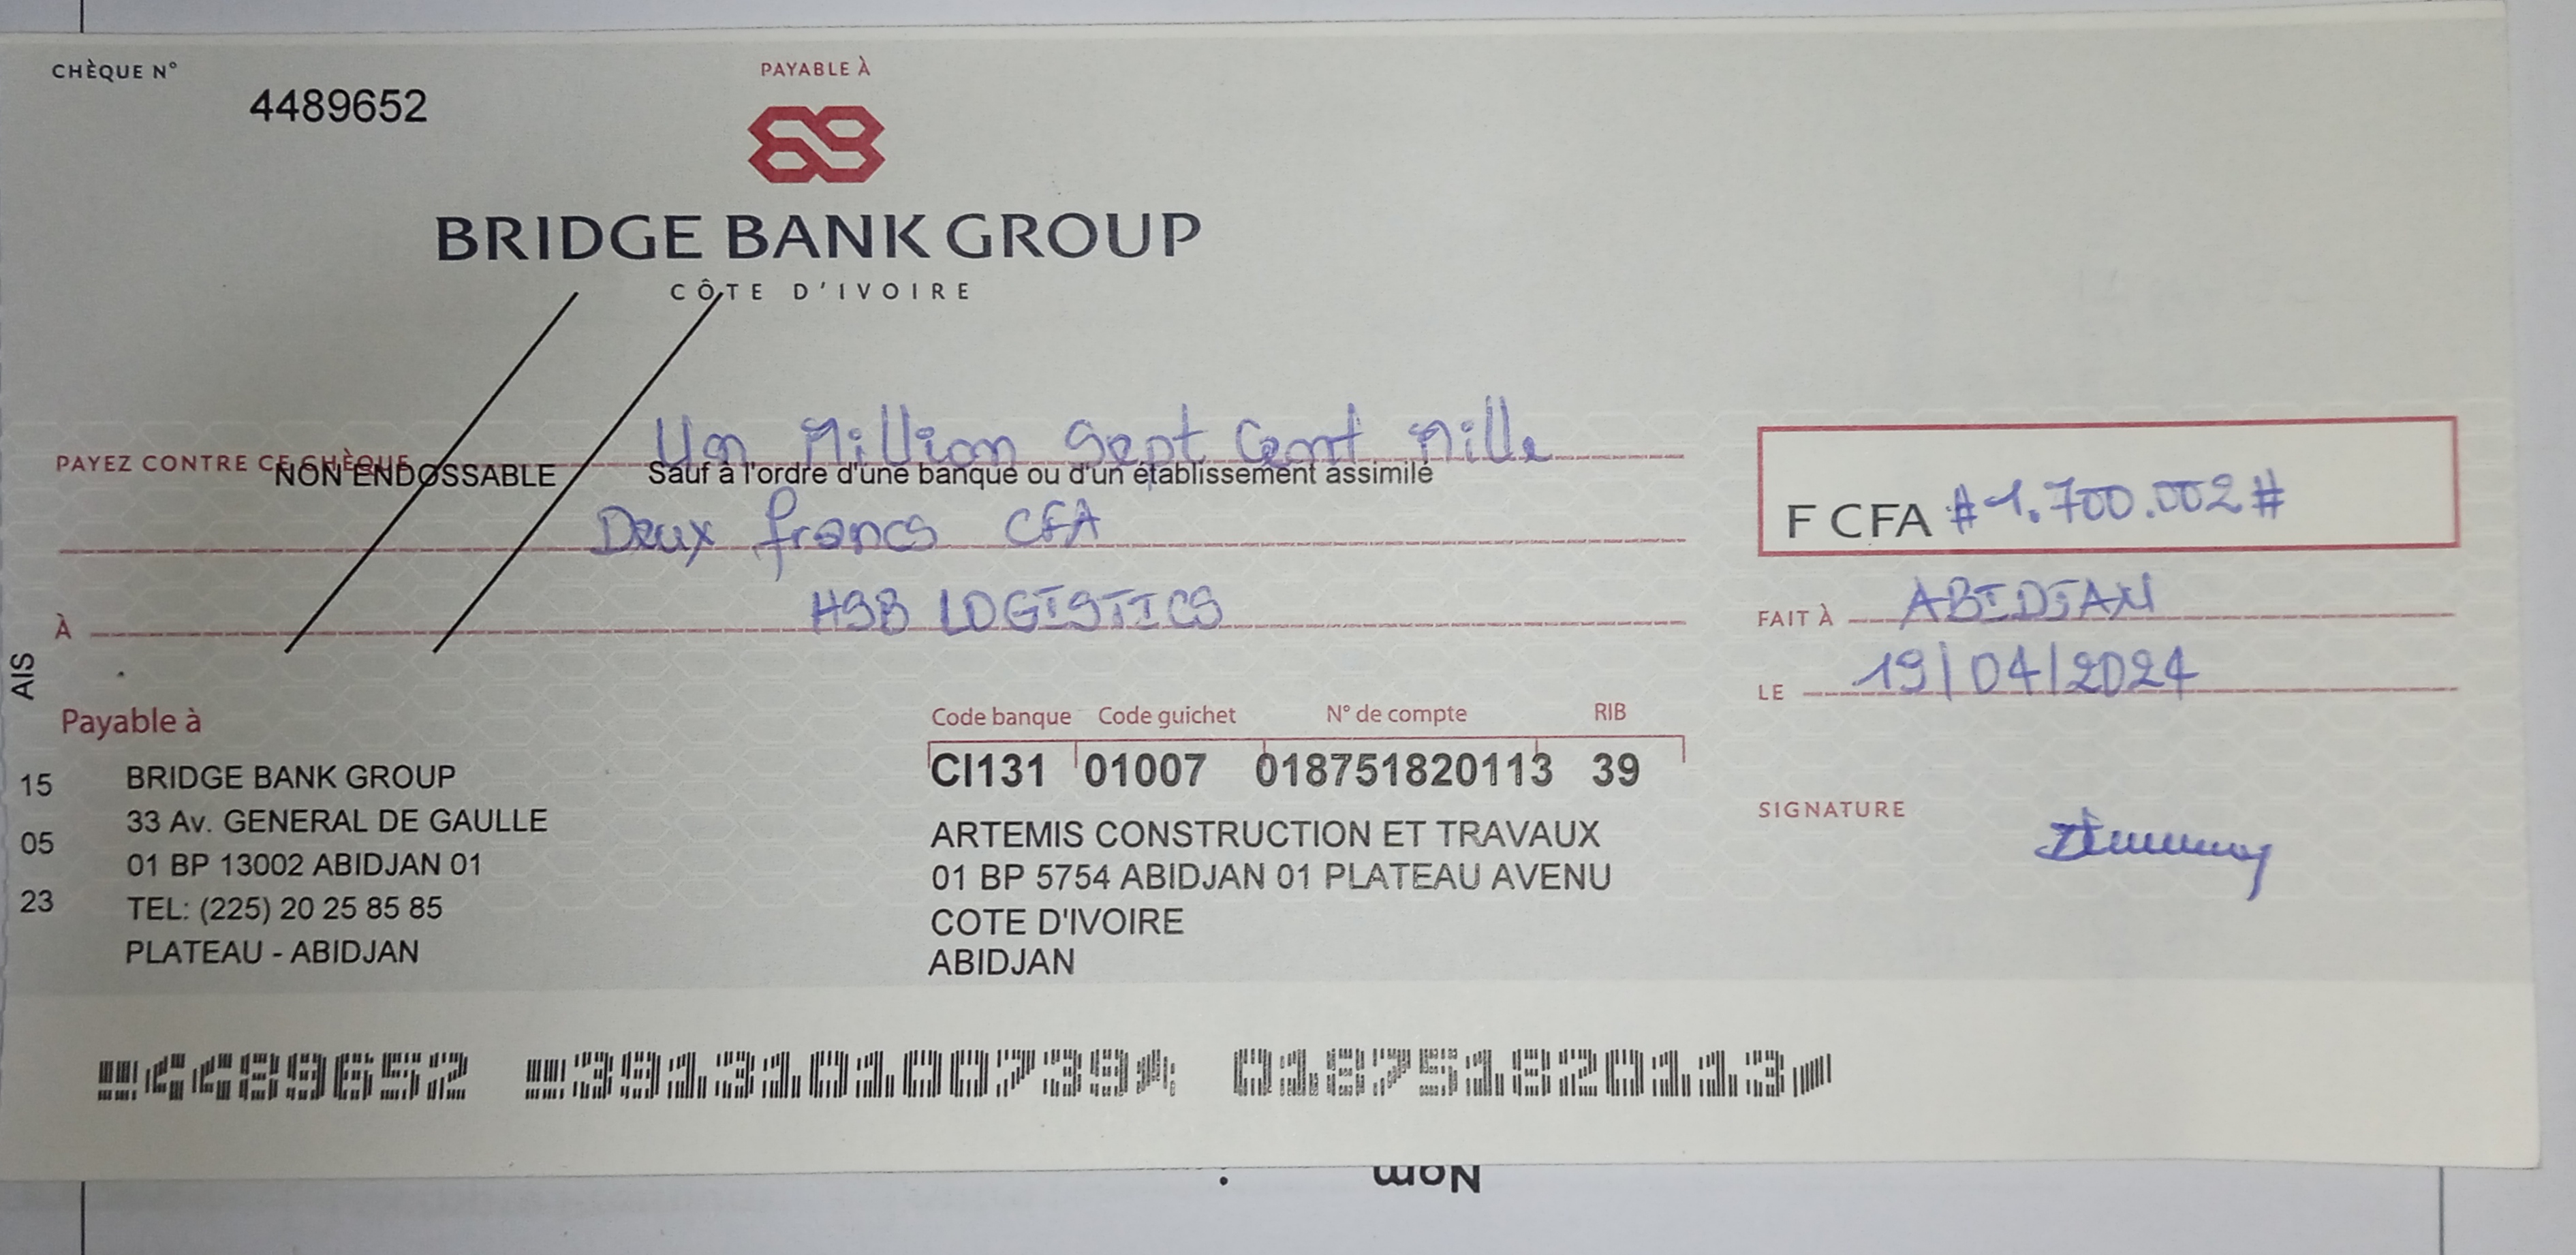 CHÈQUE N°
4489652
PAYABLE À
BRIDGE BANK GROUP
CÔTE D'IVOIRE
PAYEZ CONTRE CE CHÈQUE Un Million Sept Cent Mille
NON ENDOSSABLE Sauf à l'ordre d'une banque ou d'un établissement assimilé
Deux francs CFA
F CFA # 1.700.002 #
À HSB LOGISTICS
FAIT À ABIDJAN
LE 19/04/2024
AIS
15
05
23
Payable à
BRIDGE BANK GROUP
33 Av. GENERAL DE GAULLE
01 BP 13002 ABIDJAN 01
TEL: (225) 20 25 85 85
PLATEAU - ABIDJAN
Code banque Code guichet N° de compte RIB
CI131 01007 018751820113 39
ARTEMIS CONSTRUCTION ET TRAVAUX
01 BP 5754 ABIDJAN 01 PLATEAU AVENU
COTE D'IVOIRE
ABIDJAN
SIGNATURE
4489652 391310100739 018751820113
Nom :